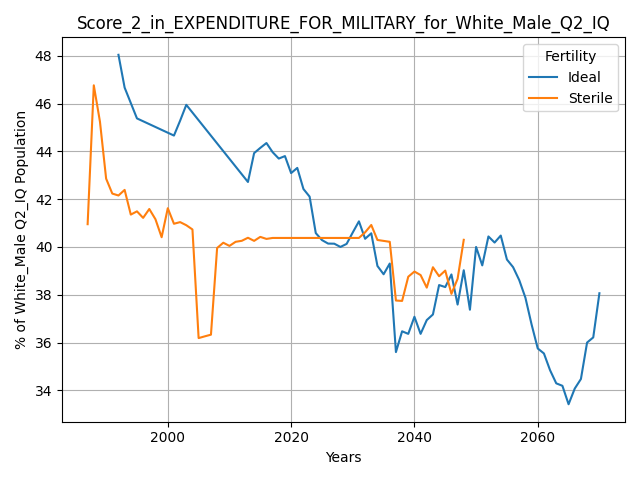 Score_2_in_EXPENDITURE_FOR_MILITARY_for_White_Male_Q2_IQ
Fertility
Ideal
Sterile
% of White_Male Q2_IQ Population
48
46
44
42
40
38
36
34
2000
2020
2040
2060
Years